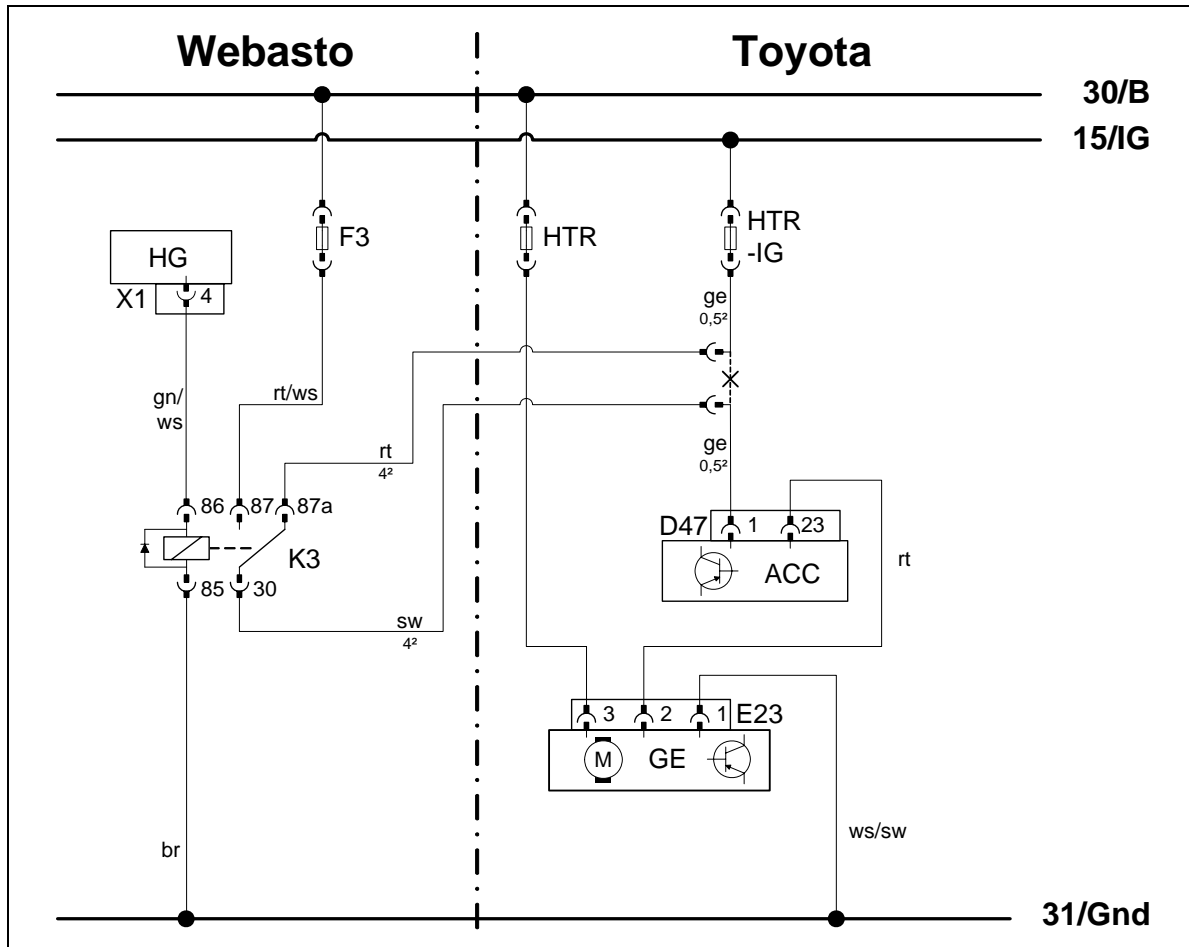 Webasto
Toyota
30/B
15/IG
F3
HTR
HTR
-IG
HG
X1
4
ge
0,5²
gn/
ws
rt/ws
rt
4²
ge
0,5²
86
87
87a
D47
1
23
K3
ACC
rt
85
30
sw
4²
3
2
1
E23
M
GE
ws/sw
br
31/Gnd